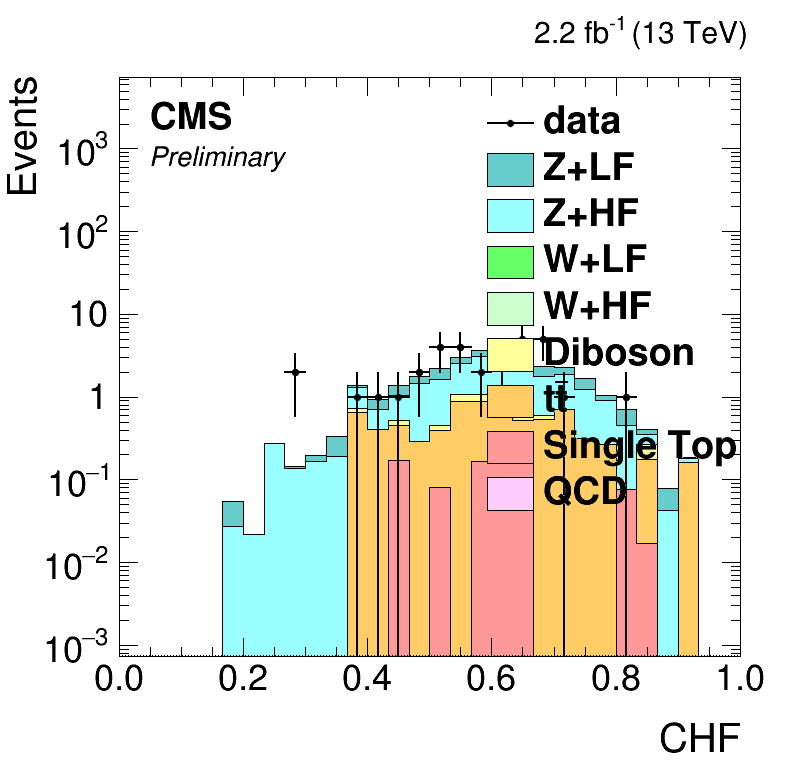 2.2 fb⁻¹ (13 TeV)
Events
CMS
Preliminary
data
Z+LF
Z+HF
W+LF
W+HF
Diboson
tt
Single Top
QCD
10³
10²
10
1
10⁻¹
10⁻²
10⁻³
0.0 0.2 0.4 0.6 0.8 1.0
CHF